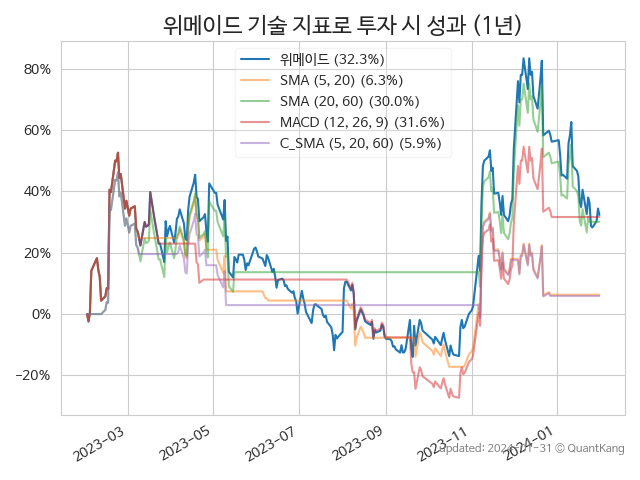 위메이드 기술 지표로 투자 시 성과 (1년)
위메이드 (32.3%)
SMA (5, 20) (6.3%)
SMA (20, 60) (30.0%)
MACD (12, 26, 9) (31.6%)
C_SMA (5, 20, 60) (5.9%)
80%
60%
40%
20%
0%
−20%
2023-03
2023-05
2023-07
2023-09
2023-11
2024-01
updated: 2024-01-31 © QuantKang